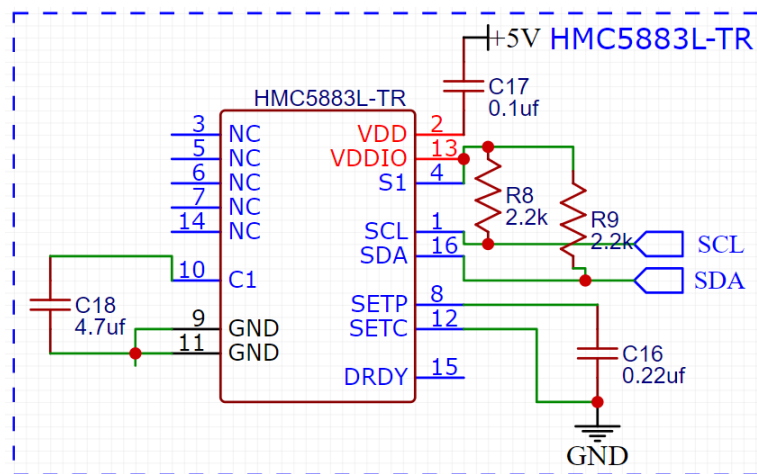 +5V HMC5883L-TR
C17
0.1uf
HMC5883L-TR
3 NC
5 NC
6 NC
7 NC
14 NC
10 C1
9 GND
11 GND
VDD 2
VDDIO 13
S1 4
SCL 1
SDA 16
SETP 8
SETC 12
DRDY 15
R8
2.2k
R9
2.2k
SCL
SDA
C18
4.7uf
C16
0.22uf
GND